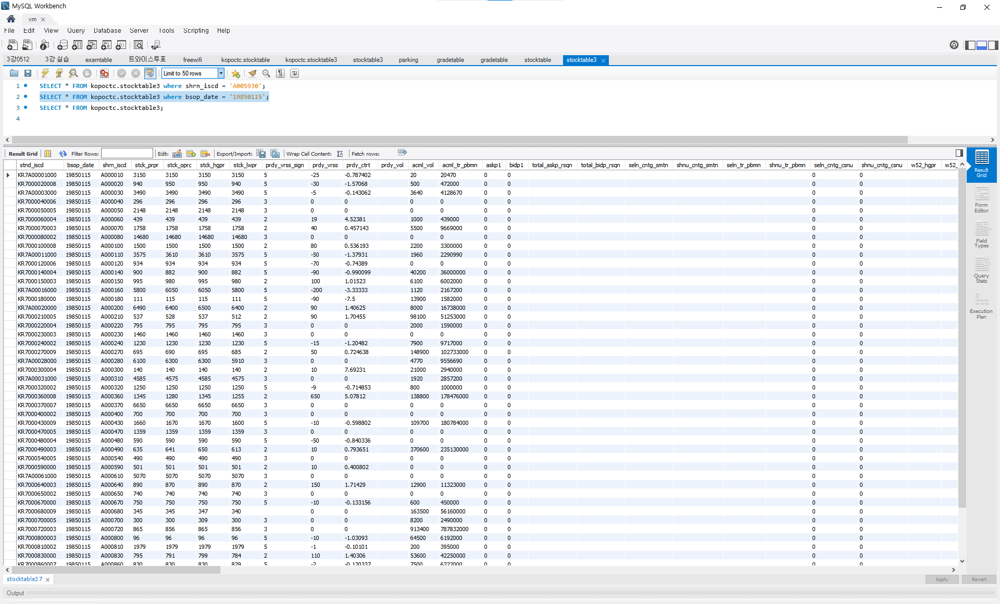 MySQL Workbench
vm
File Edit View Query Database Server Tools Scripting Help
3강0512 3강 실습 examtable 트와이스투표 freewifi kopoctc.stocktable kopoctc.stocktable3 stocktable3 parking gradetable gradetable stocktable stocktable3
Limit to 50 rows
1 SELECT * FROM kopoctc.stocktable3 where shrn_iscd = 'A005930';
2 SELECT * FROM kopoctc.stocktable3 where bsop_date = '19850115';
3 SELECT * FROM kopoctc.stocktable3;
4
Result Grid Filter Rows: Edit: Export/Import: Wrap Cell Content: Fetch rows:
stnd_iscd bsop_date shrn_iscd stck_prpr stck_oprc stck_hgpr stck_lwpr prdy_vrss_sign prdy_vrss prdy_ctrt prdy_vol acml_vol acml_tr_pbmn askp1 bidp1 total_askp_rsqn total_bidp_rsqn seln_cntg_smtn shnu_cntg_smtn seln_tr_pbmn shnu_tr_pbmn seln_cntg_csnu shnu_cntg_csnu w52_hgpr w52_
KR7A00001000 19850115 A000010 3150 3150 3150 3150 5 -25 -0.787402 20 20470 0 0 0 0
KR7000020008 19850115 A000020 940 950 950 940 5 -30 -1.57068 500 472000 0 0 0 0
KR7A00003000 19850115 A000030 3490 3490 3490 3490 5 -5 -0.143062 3640 4128670 0 0 0 0
KR7000040006 19850115 A000040 296 296 296 296 3 0 0 0 0 0 0 0 0
KR7000050005 19850115 A000050 2148 2148 2148 2148 3 0 0 0 0 0 0 0 0
KR7000060004 19850115 A000060 439 439 439 439 2 19 4.52381 1000 439000 0 0 0 0
KR7000070003 19850115 A000070 1758 1758 1758 1758 2 40 0.457143 5500 9669000 0 0 0 0
KR7000080002 19850115 A000080 14680 14680 14680 14680 3 0 0 0 0 0 0 0 0
KR7000100008 19850115 A000100 1500 1500 1500 1500 2 80 0.536193 2200 3300000 0 0 0 0
KR7A00011000 19850115 A000110 3575 3610 3610 3575 5 -50 -1.37931 1960 2290990 0 0 0 0
KR7000120006 19850115 A000120 934 934 934 934 5 -70 -0.74389 0 0 0 0 0 0
KR7000140004 19850115 A000140 900 882 900 882 5 -90 -0.990099 40200 36000000 0 0 0 0
KR7000150003 19850115 A000150 995 980 995 980 2 100 1.01523 6100 6002000 0 0 0 0
KR7A00016000 19850115 A000160 5800 6050 6050 5800 5 -200 -3.33333 1120 2167200 0 0 0 0
KR7000180000 19850115 A000180 111 115 115 111 5 -90 -7.5 13900 1582000 0 0 0 0
KR7A00020000 19850115 A000200 6490 6400 6500 6400 2 90 1.40625 8000 16738000 0 0 0 0
KR7000210005 19850115 A000210 537 528 537 512 2 90 1.70455 98100 51253000 0 0 0 0
KR7000220004 19850115 A000220 795 795 795 795 3 0 0 2000 1590000 0 0 0 0
KR7000230003 19850115 A000230 1460 1460 1460 1460 3 0 0 0 0 0 0 0 0
KR7000240002 19850115 A000240 1230 1230 1230 1230 5 -15 -1.20482 7900 9717000 0 0 0 0
KR7000270009 19850115 A000270 695 690 695 685 2 50 0.724638 148900 102733000 0 0 0 0
KR7A00028000 19850115 A000280 6100 6300 6300 5910 3 0 0 4770 9556690 0 0 0 0
KR7000300004 19850115 A000300 140 140 140 140 2 10 7.69231 21000 2940000 0 0 0 0
KR7A00031000 19850115 A000310 4585 4575 4585 4575 3 0 0 1920 2857200 0 0 0 0
KR7000320002 19850115 A000320 1250 1250 1250 1250 5 -9 -0.714853 800 1000000 0 0 0 0
KR7000360008 19850115 A000360 1345 1280 1345 1255 2 650 5.07812 138800 178476000 0 0 0 0
KR7000370007 19850115 A000370 6650 6650 6650 6650 3 0 0 0 0 0 0 0 0
KR7000400002 19850115 A000400 700 700 700 700 3 0 0 0 0 0 0 0 0
KR7000430009 19850115 A000430 1660 1670 1670 1600 5 -10 -0.598802 109700 180784000 0 0 0 0
KR7000470005 19850115 A000470 1359 1359 1359 1359 3 0 0 0 0 0 0 0 0
KR7000480004 19850115 A000480 590 590 590 590 5 -50 -0.840336 0 0 0 0 0 0
KR7000490003 19850115 A000490 635 641 650 613 2 10 0.793651 370600 235130000 0 0 0 0
KR7000540005 19850115 A000540 490 490 490 490 3 0 0 0 0 0 0 0 0
KR7000590000 19850115 A000590 501 501 501 501 2 10 0.400802 0 0 0 0 0 0
KR7A00061000 19850115 A000610 5070 5070 5070 5070 3 0 0 0 0 0 0 0 0
KR7000640003 19850115 A000640 890 870 890 870 2 150 1.71429 12900 11323000 0 0 0 0
KR7000650002 19850115 A000650 740 740 740 740 3 0 0 0 0 0 0 0 0
KR7000670000 19850115 A000670 750 750 750 750 5 -10 -0.133156 600 450000 0 0 0 0
KR7000680009 19850115 A000680 345 345 347 340 0 0 163500 56160000 0 0 0 0
KR7000700005 19850115 A000700 300 300 309 300 3 0 0 8200 2490000 0 0 0 0
KR7000720003 19850115 A000720 865 856 865 856 3 0 0 913400 787832000 0 0 0 0
KR7000800003 19850115 A000800 96 96 96 96 5 -10 -1.03093 64500 6192000 0 0 0 0
KR7000810002 19850115 A000810 1979 1979 1979 1979 5 -1 -0.10101 200 395000 0 0 0 0
KR7000830000 19850115 A000830 795 791 799 784 2 110 1.40306 53600 42250000 0 0 0 0
KR7000860007 19850115 A000860 830 830 830 829 5 -2 -0.120337 7500 6222000 0 0 0 0
Result
Grid
Form
Editor
Field
Types
Query
Stats
Execution
Plan
stocktable3 7
Apply Revert
Output